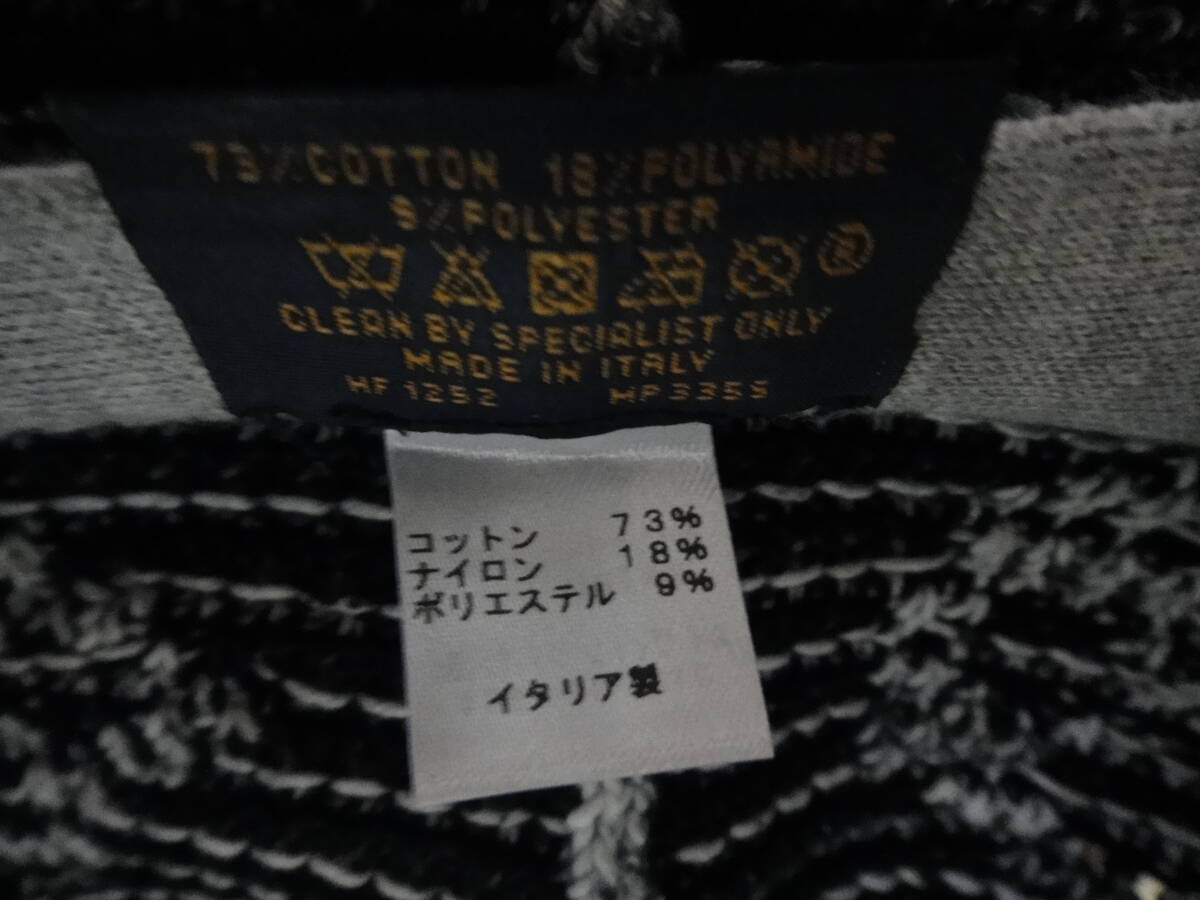 73% COTTON 18% POLYAMIDE
9% POLYESTER
CLEAN BY SPECIALIST ONLY
MADE IN ITALY
MF 1252 MP3355
コットン 73%
ナイロン 18%
ポリエステル 9%
イタリア製